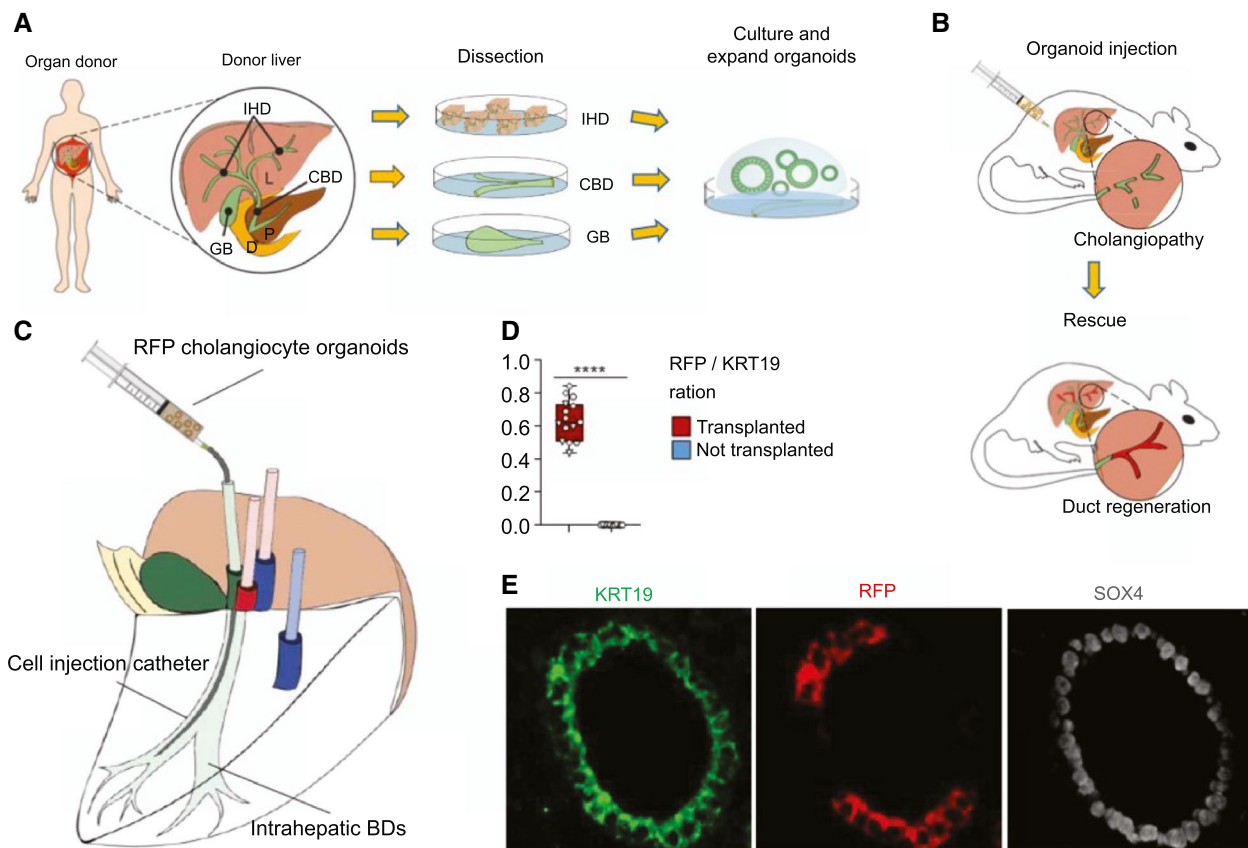 A
Organ donor
Donor liver
IHD
L
CBD
P
GB
D
Dissection
IHD
CBD
GB
Culture and
expand organoids
B
Organoid injection
Cholangiopathy
Rescue
Duct regeneration
C
RFP cholangiocyte organoids
Cell injection catheter
Intrahepatic BDs
D
1.0
0.8
0.6
0.4
0.2
0.0
****
RFP / KRT19
ration
Transplanted
Not transplanted
E
KRT19
RFP
SOX4